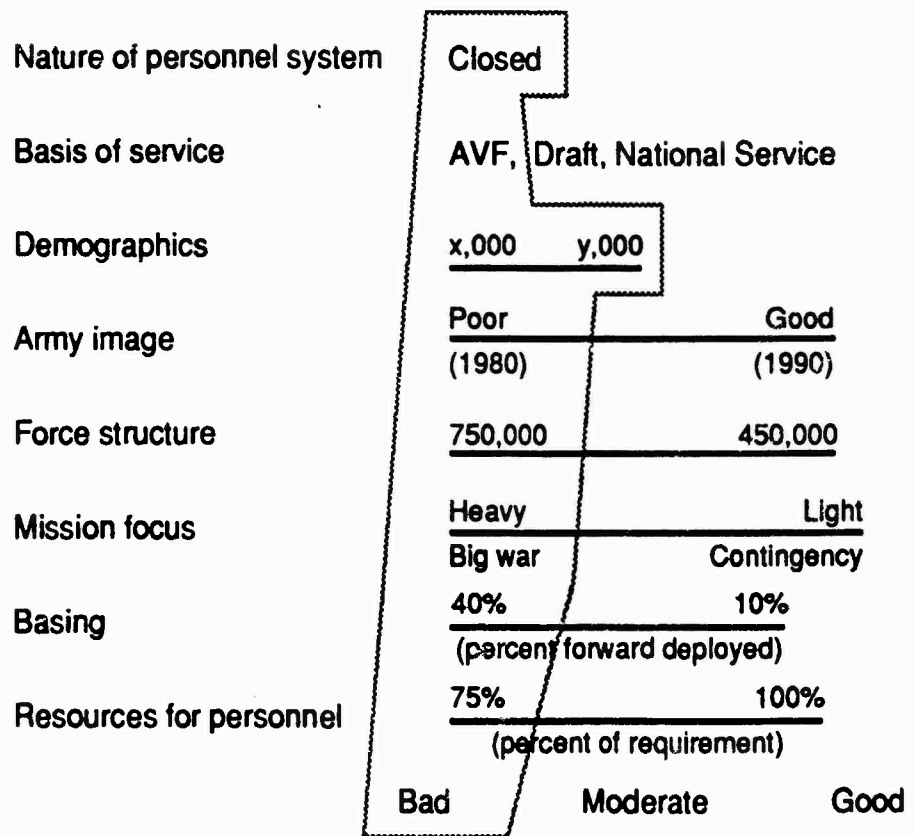 Nature of personnel system Closed
Basis of service AVF, Draft, National Service
Demographics x,000 y,000
Army image Poor Good
(1980) (1990)
Force structure 750,000 450,000
Mission focus Heavy Light
Big war Contingency
Basing 40% 10%
(percent forward deployed)
Resources for personnel 75% 100%
(percent of requirement)
Bad Moderate Good